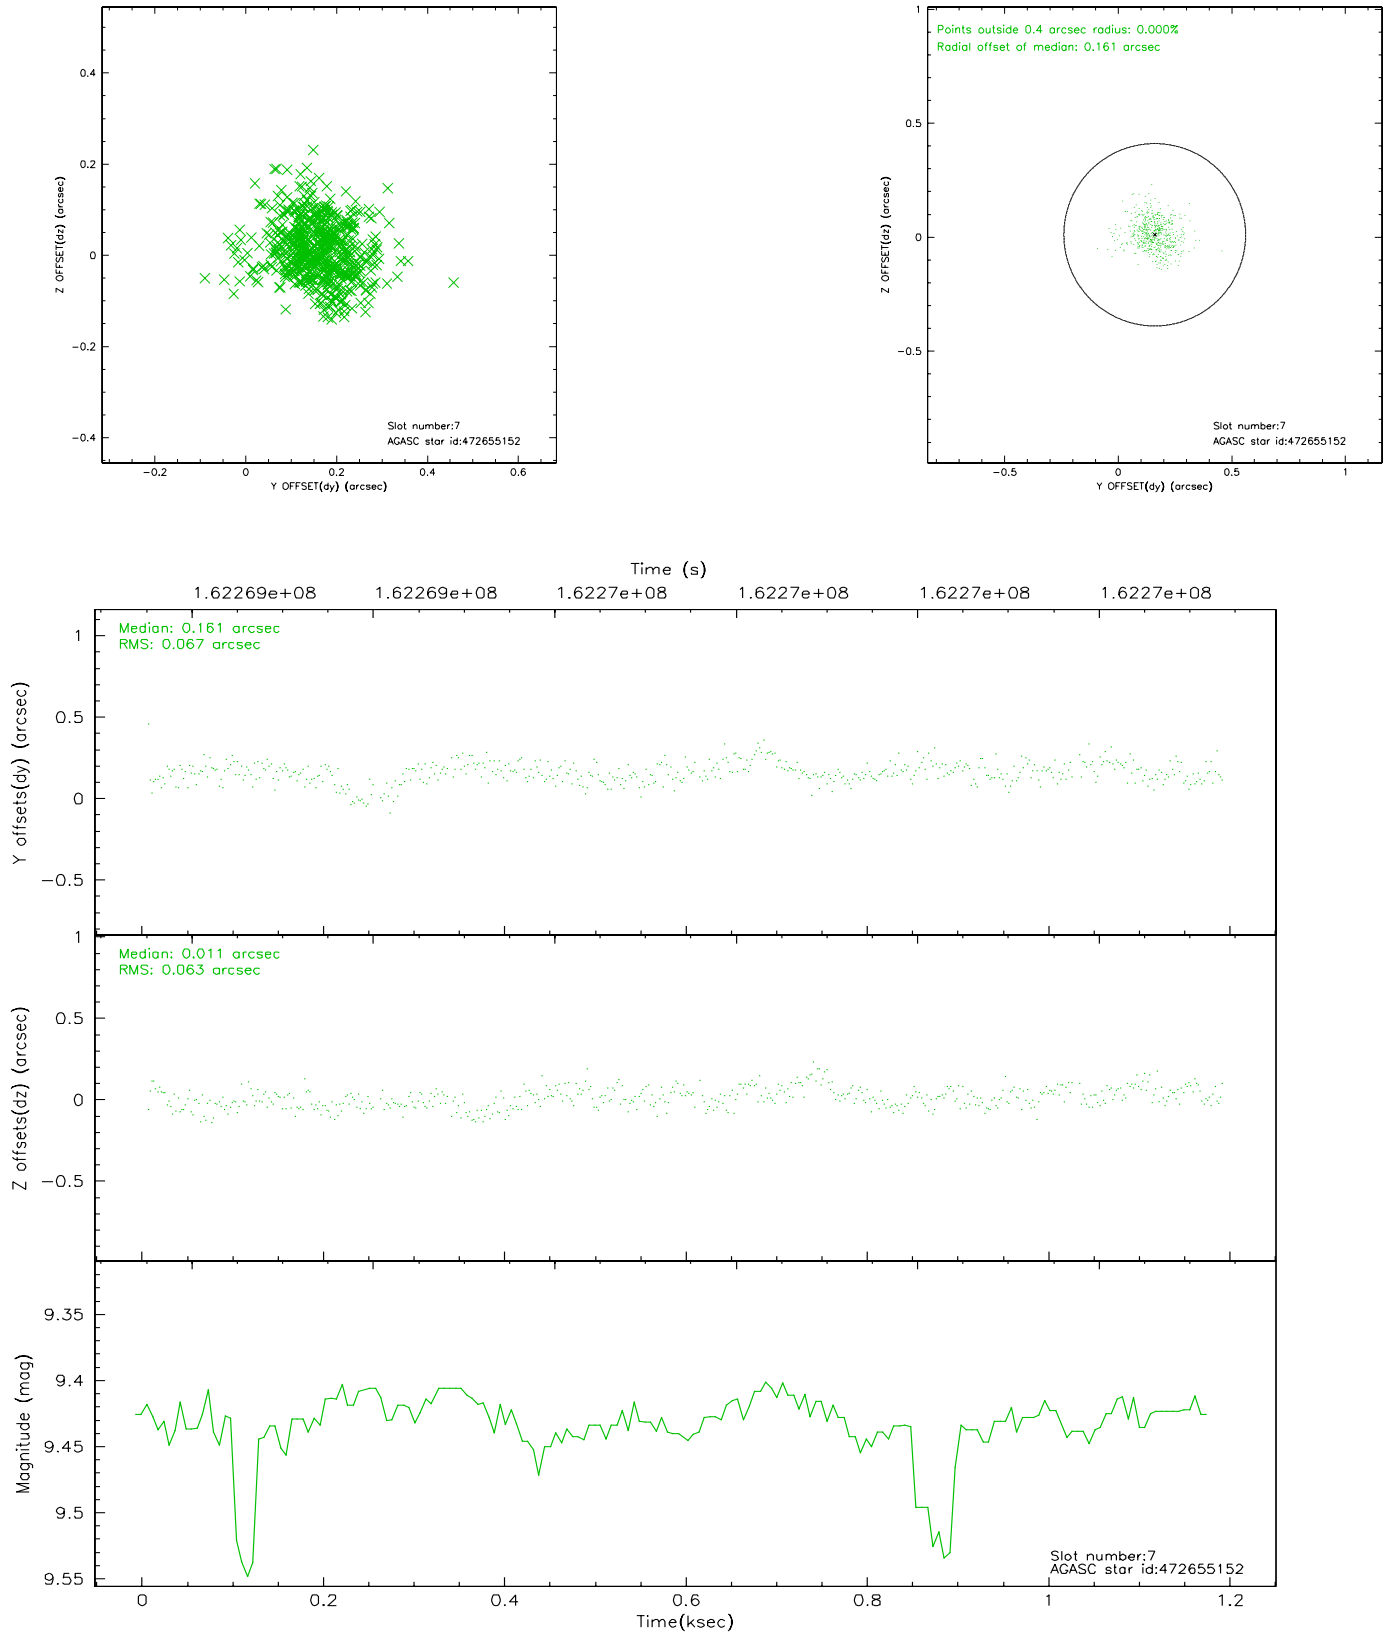 0.4
0.2
0
−0.2
−0.4
Z OFFSET(dz) (arcsec)
Slot number:7
AGASC star id:472655152
−0.2 0 0.2 0.4 0.6
Y OFFSET(dy) (arcsec)
1
0.5
0
−0.5
Z OFFSET(dz) (arcsec)
Points outside 0.4 arcsec radius: 0.000%
Radial offset of median: 0.161 arcsec
Slot number:7
AGASC star id:472655152
−0.5 0 0.5 1
Y OFFSET(dy) (arcsec)
Time (s)
1.62269e+08 1.62269e+08 1.6227e+08 1.6227e+08 1.6227e+08 1.6227e+08
Median: 0.161 arcsec
RMS: 0.067 arcsec
1
0.5
0
−0.5
Y offsets(dy) (arcsec)
Median: 0.011 arcsec
RMS: 0.063 arcsec
1
0.5
0
−0.5
Z offsets(dz) (arcsec)
9.35
9.4
9.45
9.5
9.55
Magnitude (mag)
Slot number:7
AGASC star id:472655152
0 0.2 0.4 0.6 0.8 1 1.2
Time(ksec)